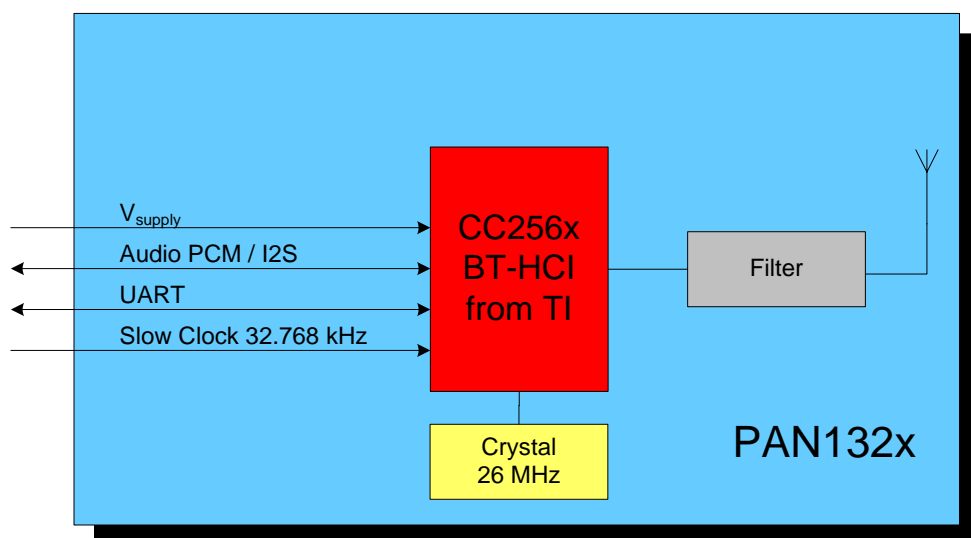 V_supply
Audio PCM / I2S
UART
Slow Clock 32.768 kHz
CC256x
BT-HCI
from TI
Filter
Crystal
26 MHz
PAN132x